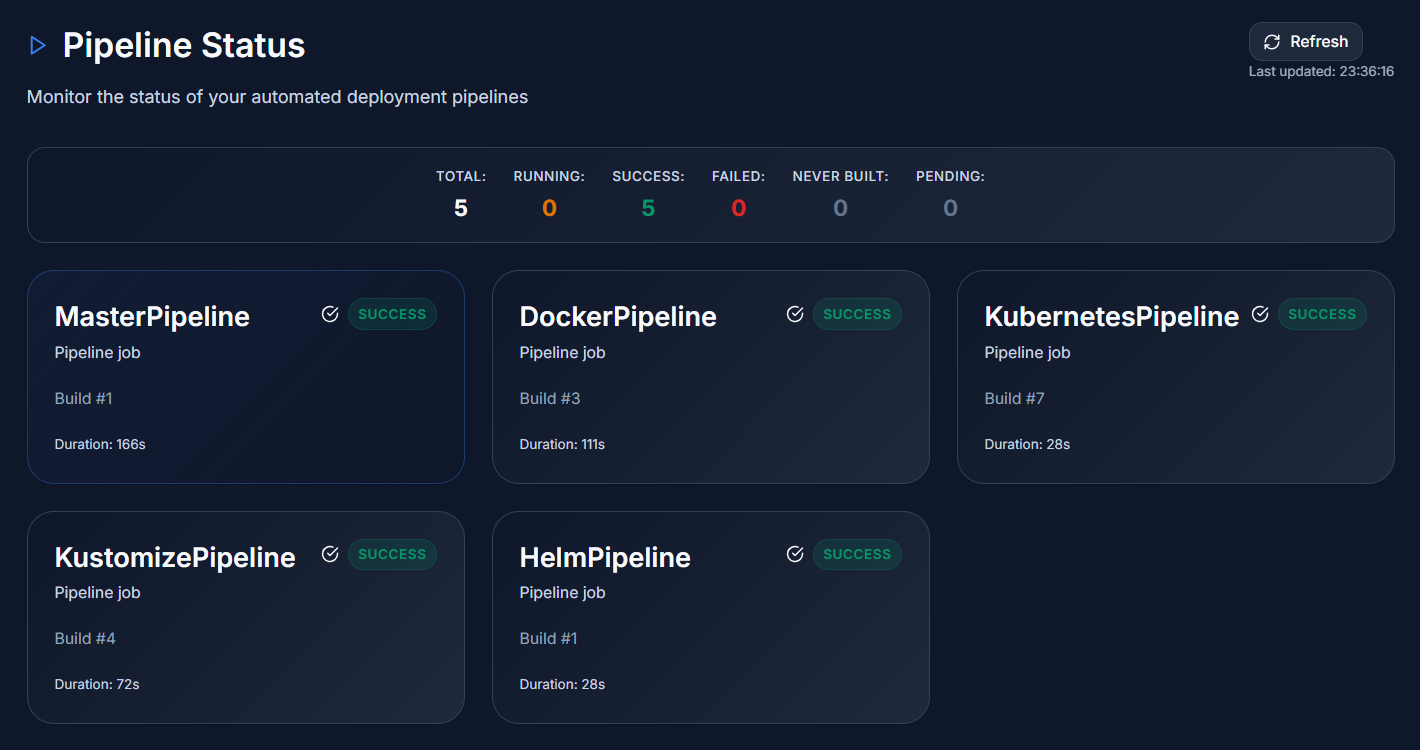 Pipeline Status
Refresh
Last updated: 23:36:16
Monitor the status of your automated deployment pipelines
TOTAL: RUNNING: SUCCESS: FAILED: NEVER BUILT: PENDING:
5 0 5 0 0 0
MasterPipeline SUCCESS
Pipeline job
Build #1
Duration: 166s
DockerPipeline SUCCESS
Pipeline job
Build #3
Duration: 111s
KubernetesPipeline SUCCESS
Pipeline job
Build #7
Duration: 28s
KustomizePipeline SUCCESS
Pipeline job
Build #4
Duration: 72s
HelmPipeline SUCCESS
Pipeline job
Build #1
Duration: 28s